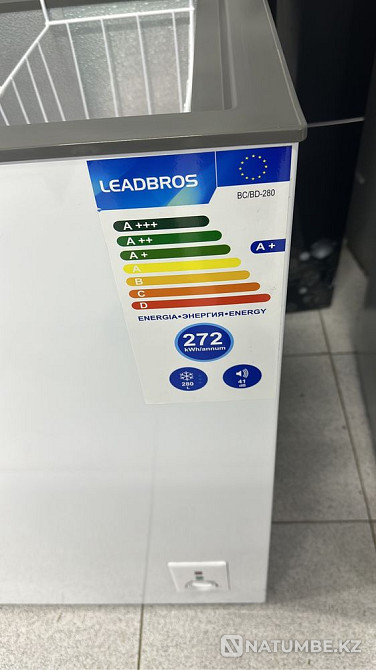 LEADBROS
BC/BD-280
A +++
A ++
A +
A
B
C
D
A +
ENERGIA • ЭНЕРГИЯ • ENERGY
272
kWh/annum
280
L
41
dB
NATUMBE.KZ